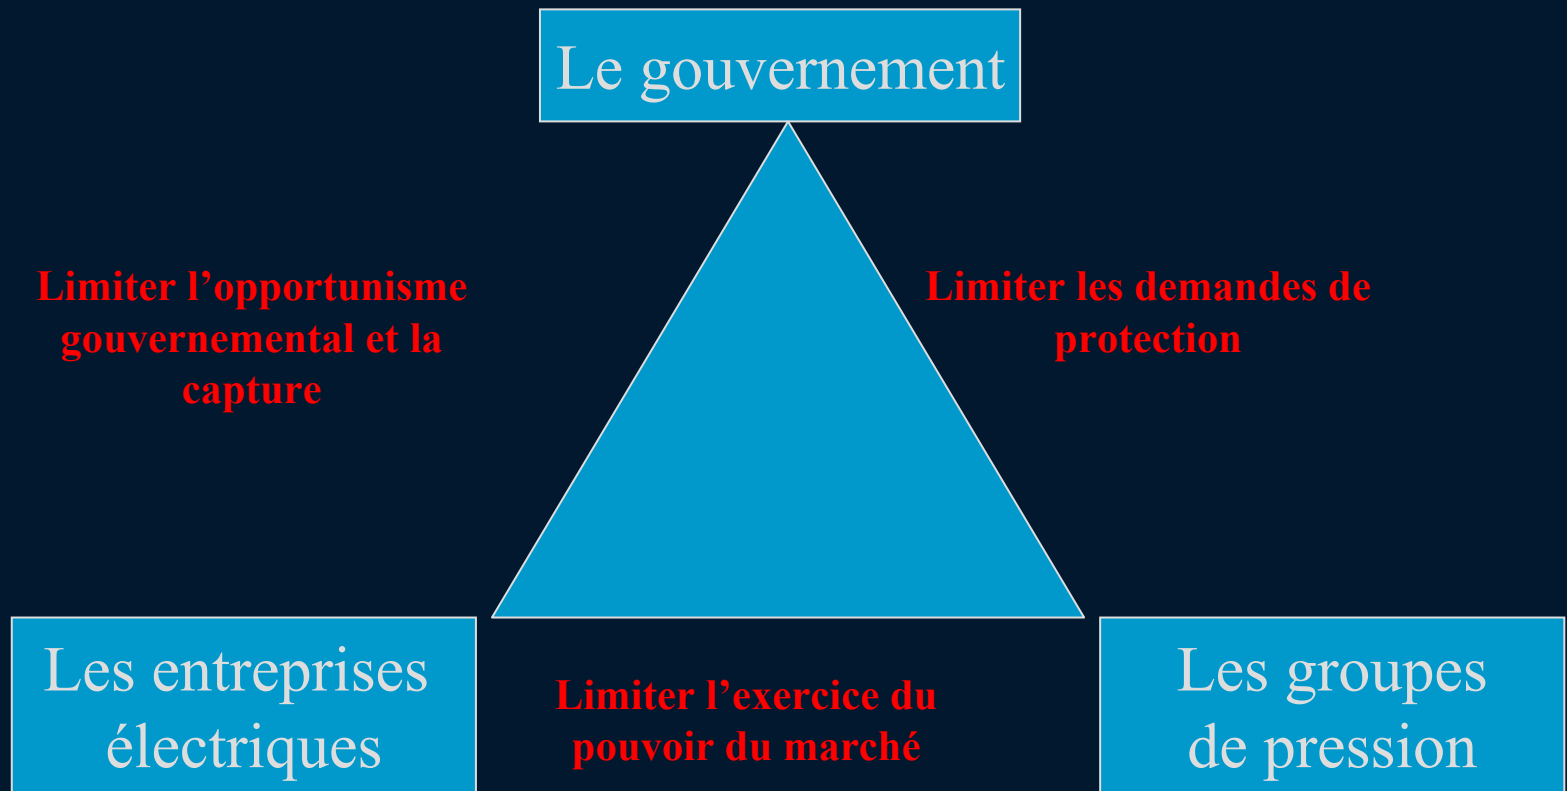 Le gouvernement
Limiter l’opportunisme
gouvernemental et la
capture
Limiter les demandes de
protection
Les entreprises
électriques
Limiter l’exercice du
pouvoir du marché
Les groupes
de pression